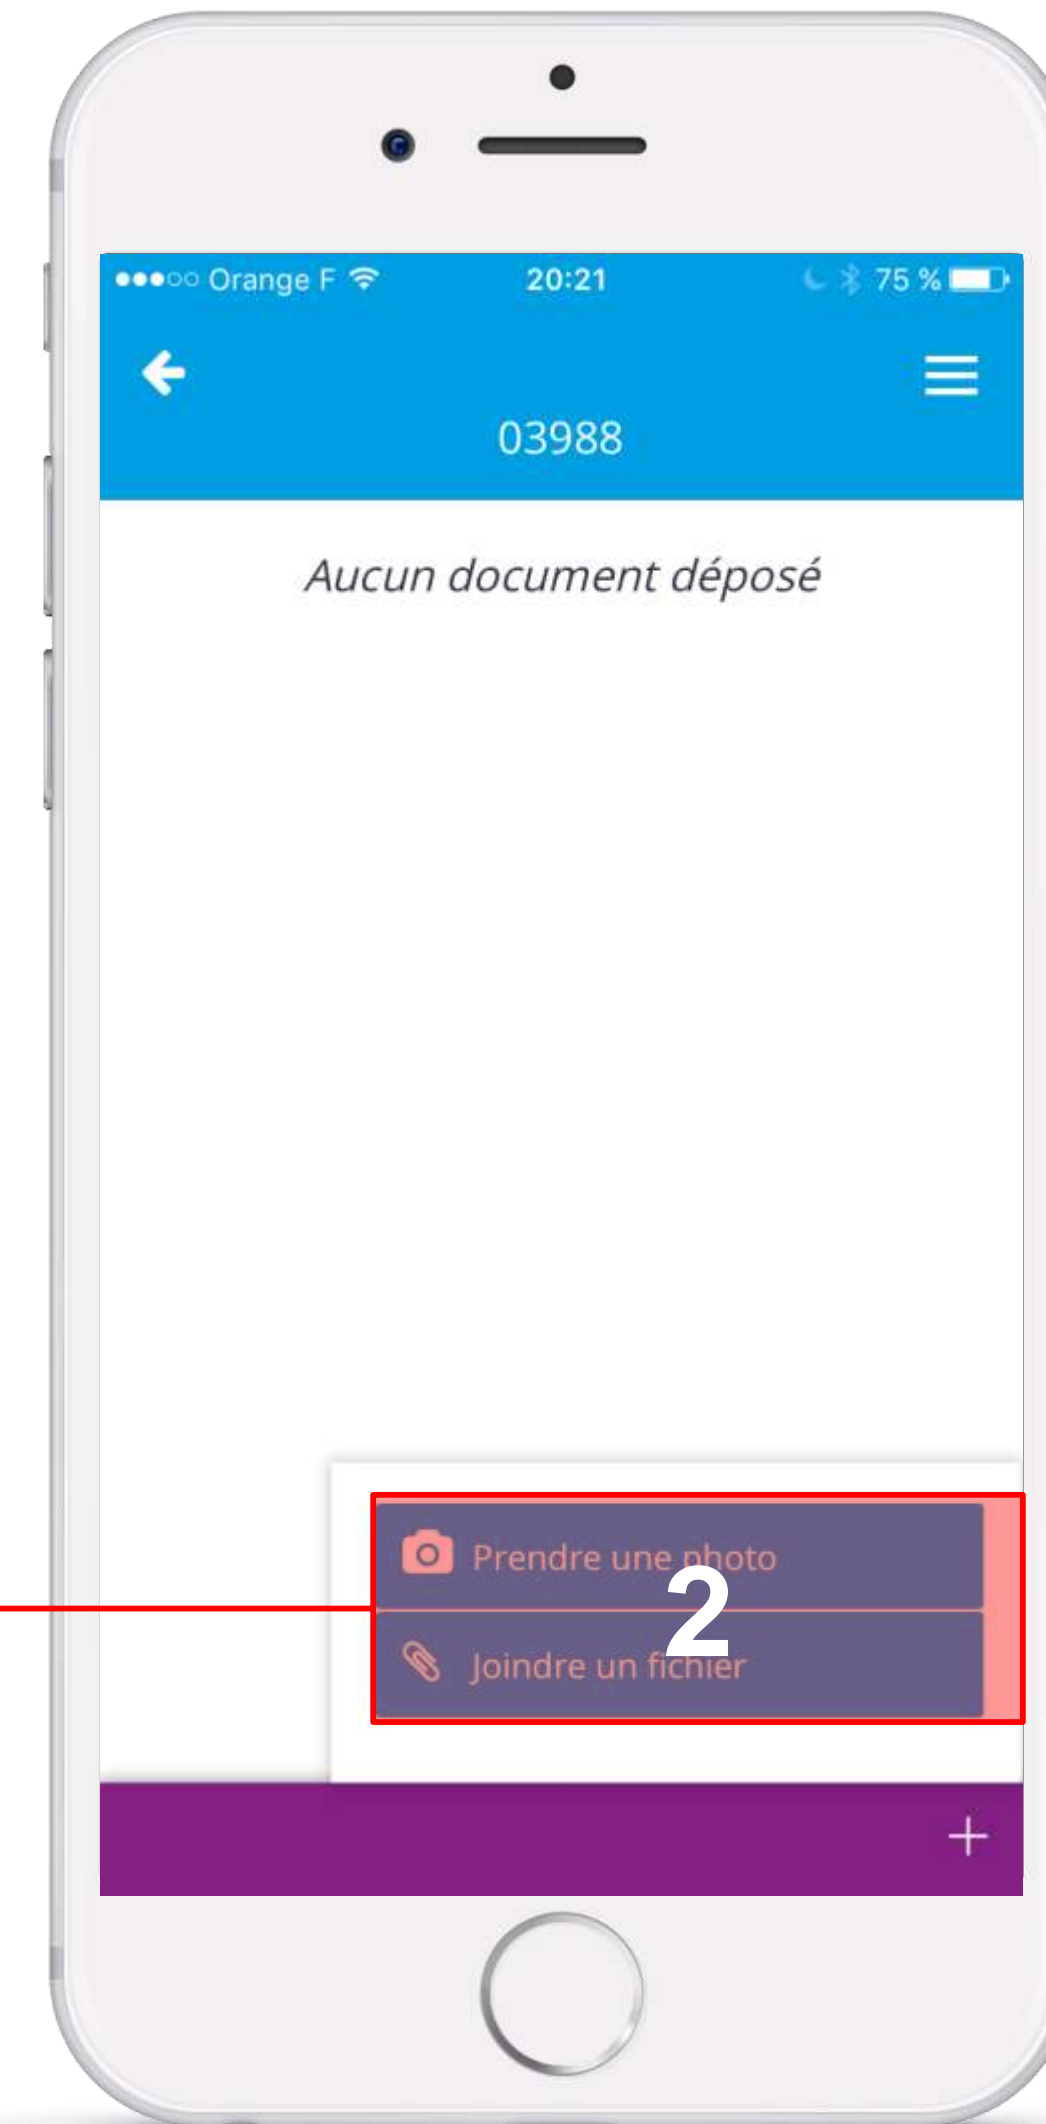 Orange F 20:21 75 %
03988
Aucun document déposé
Prendre une photo
2
Joindre un fichier